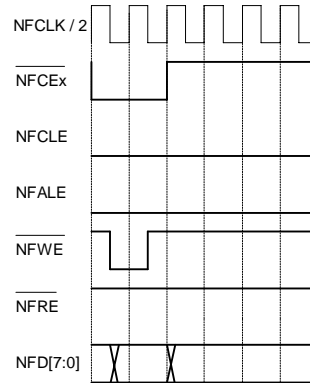 NFCLK / 2
NFCEx
NFCLE
NFALE
NFWE
NFRE
NFD[7:0]